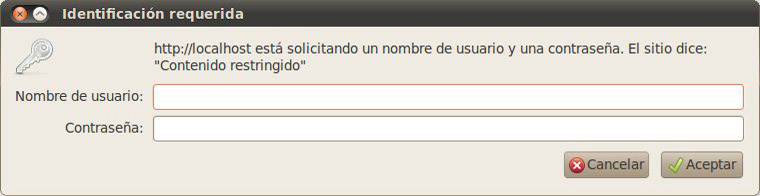 Identificación requerida
http://localhost está solicitando un nombre de usuario y una contraseña. El sitio dice:
"Contenido restringido"
Nombre de usuario:
Contraseña:
Cancelar Aceptar